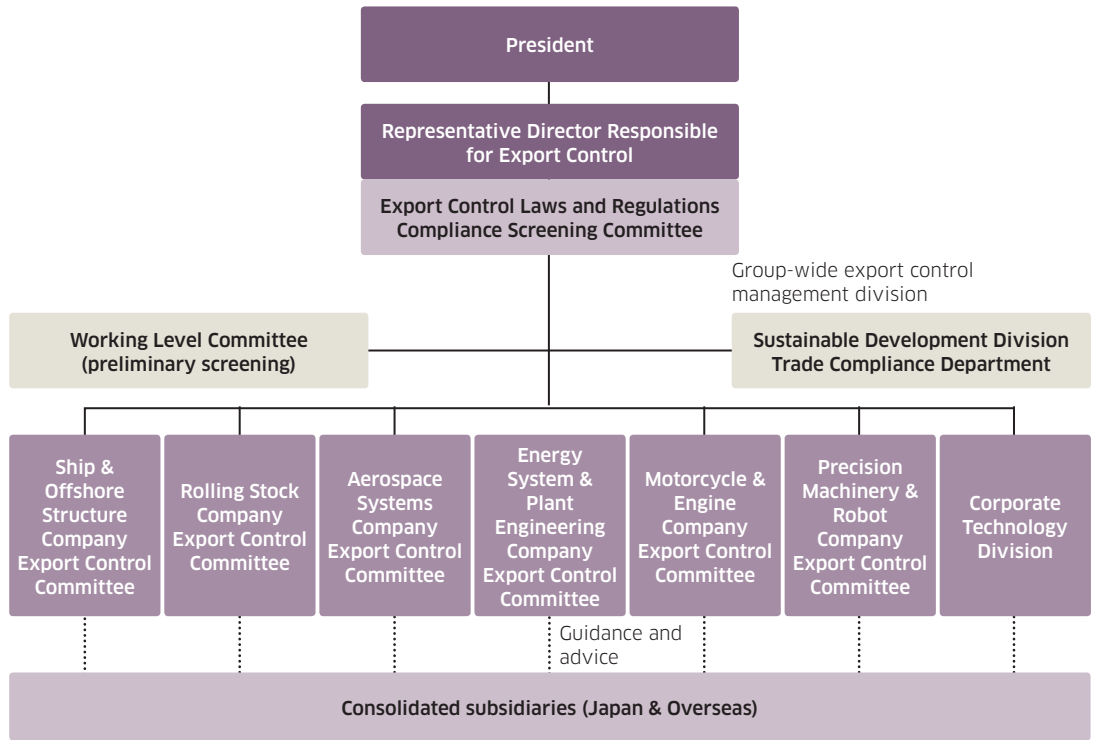 President
Representative Director Responsible
for Export Control
Export Control Laws and Regulations
Compliance Screening Committee
Group-wide export control
management division
Working Level Committee
(preliminary screening)
Sustainable Development Division
Trade Compliance Department
Ship &
Offshore
Structure
Company
Export Control
Committee
Rolling Stock
Company
Export Control
Committee
Aerospace
Systems
Company
Export Control
Committee
Energy
System &
Plant
Engineering
Company
Export Control
Committee
Motorcycle &
Engine
Company
Export Control
Committee
Precision
Machinery &
Robot
Company
Export Control
Committee
Corporate
Technology
Division
Guidance and
advice
Consolidated subsidiaries (Japan & Overseas)